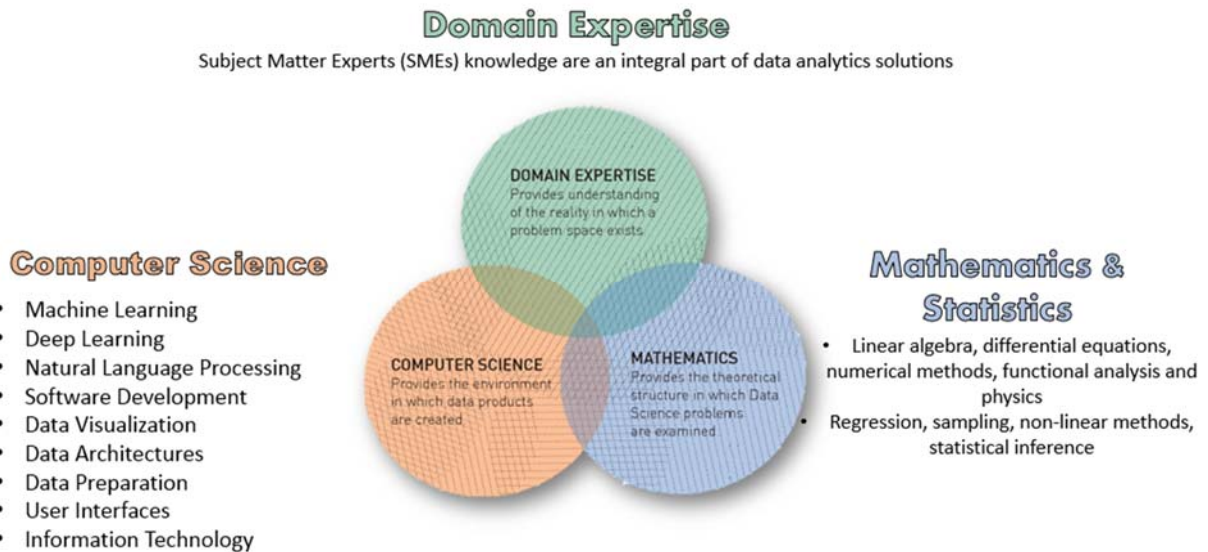 Domain Expertise
Subject Matter Experts (SMEs) knowledge are an integral part of data analytics solutions
DOMAIN EXPERTISE
Provides understanding
of the reality in which a
problem space exists
Computer Science
• Machine Learning
• Deep Learning
• Natural Language Processing
• Software Development
• Data Visualization
• Data Architectures
• Data Preparation
• User Interfaces
• Information Technology
COMPUTER SCIENCE
Provides the environment
in which data products
are created
MATHEMATICS
Provides the theoretical
structure in which Data
Science problems
are examined
Mathematics &
Statistics
• Linear algebra, differential equations,
numerical methods, functional analysis and
physics
• Regression, sampling, non-linear methods,
statistical inference